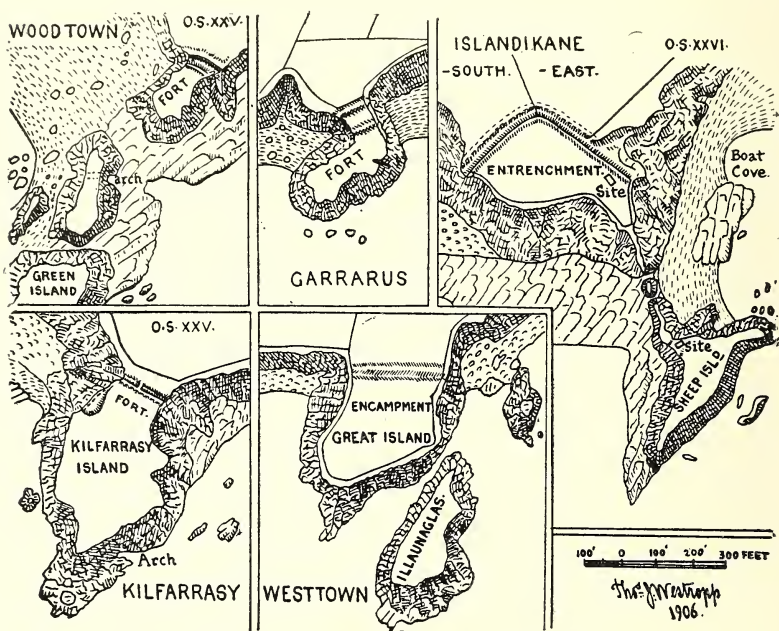 WOODTOWN
O.S. XXV.
FORT
arch
GREEN
ISLAND
FORT
GARRARUS
ISLANDIKANE
-SOUTH. -EAST.
O.S. XXVI.
ENTRENCHMENT.
Site
Boat
Cove.
Site
SHEEP ISLD.
O.S. XXV.
FORT.
KILFARRASY
ISLAND
Arch
KILFARRASY
ENCAMPMENT
GREAT ISLAND
ILLAUNAGLAS.
WESTTOWN
100' 0 100' 200' 300 FEET
Thos. J. Westropp
1906.